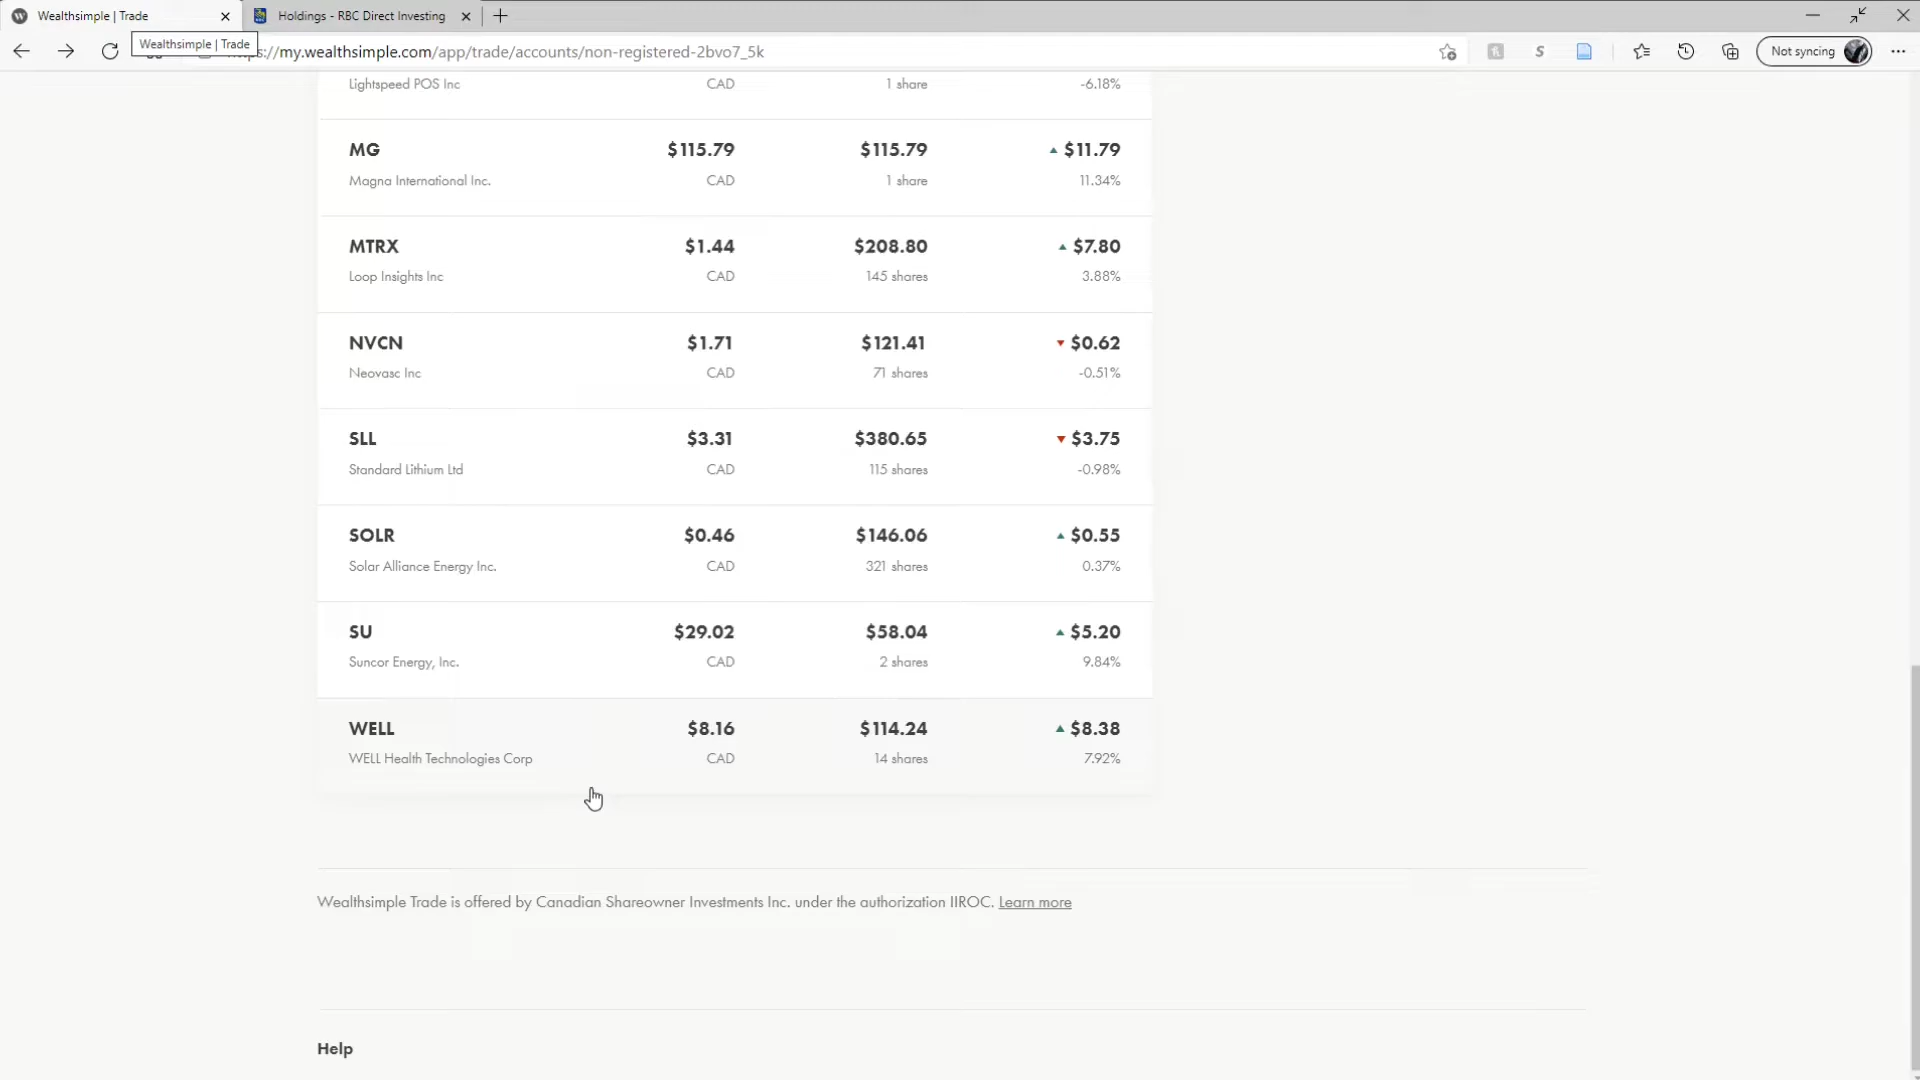 Wealthsimple | Trade
Holdings - RBC Direct Investing
Wealthsimple | Trade
s://my.wealthsimple.com/app/trade/accounts/non-registered-2bvo7_5k
Not syncing
Lightspeed POS Inc CAD 1 share -6.18%
MG $115.79 $115.79 $11.79
Magna International Inc. CAD 1 share 11.34%
MTRX $1.44 $208.80 $7.80
Loop Insights Inc CAD 145 shares 3.88%
NVCN $1.71 $121.41 $0.62
Neovasc Inc CAD 71 shares -0.51%
SLL $3.31 $380.65 $3.75
Standard Lithium Ltd CAD 115 shares -0.98%
SOLR $0.46 $146.06 $0.55
Solar Alliance Energy Inc. CAD 321 shares 0.37%
SU $29.02 $58.04 $5.20
Suncor Energy, Inc. CAD 2 shares 9.84%
WELL $8.16 $114.24 $8.38
WELL Health Technologies Corp CAD 14 shares 7.92%
Wealthsimple Trade is offered by Canadian Shareowner Investments Inc. under the authorization IIROC. Learn more
Help